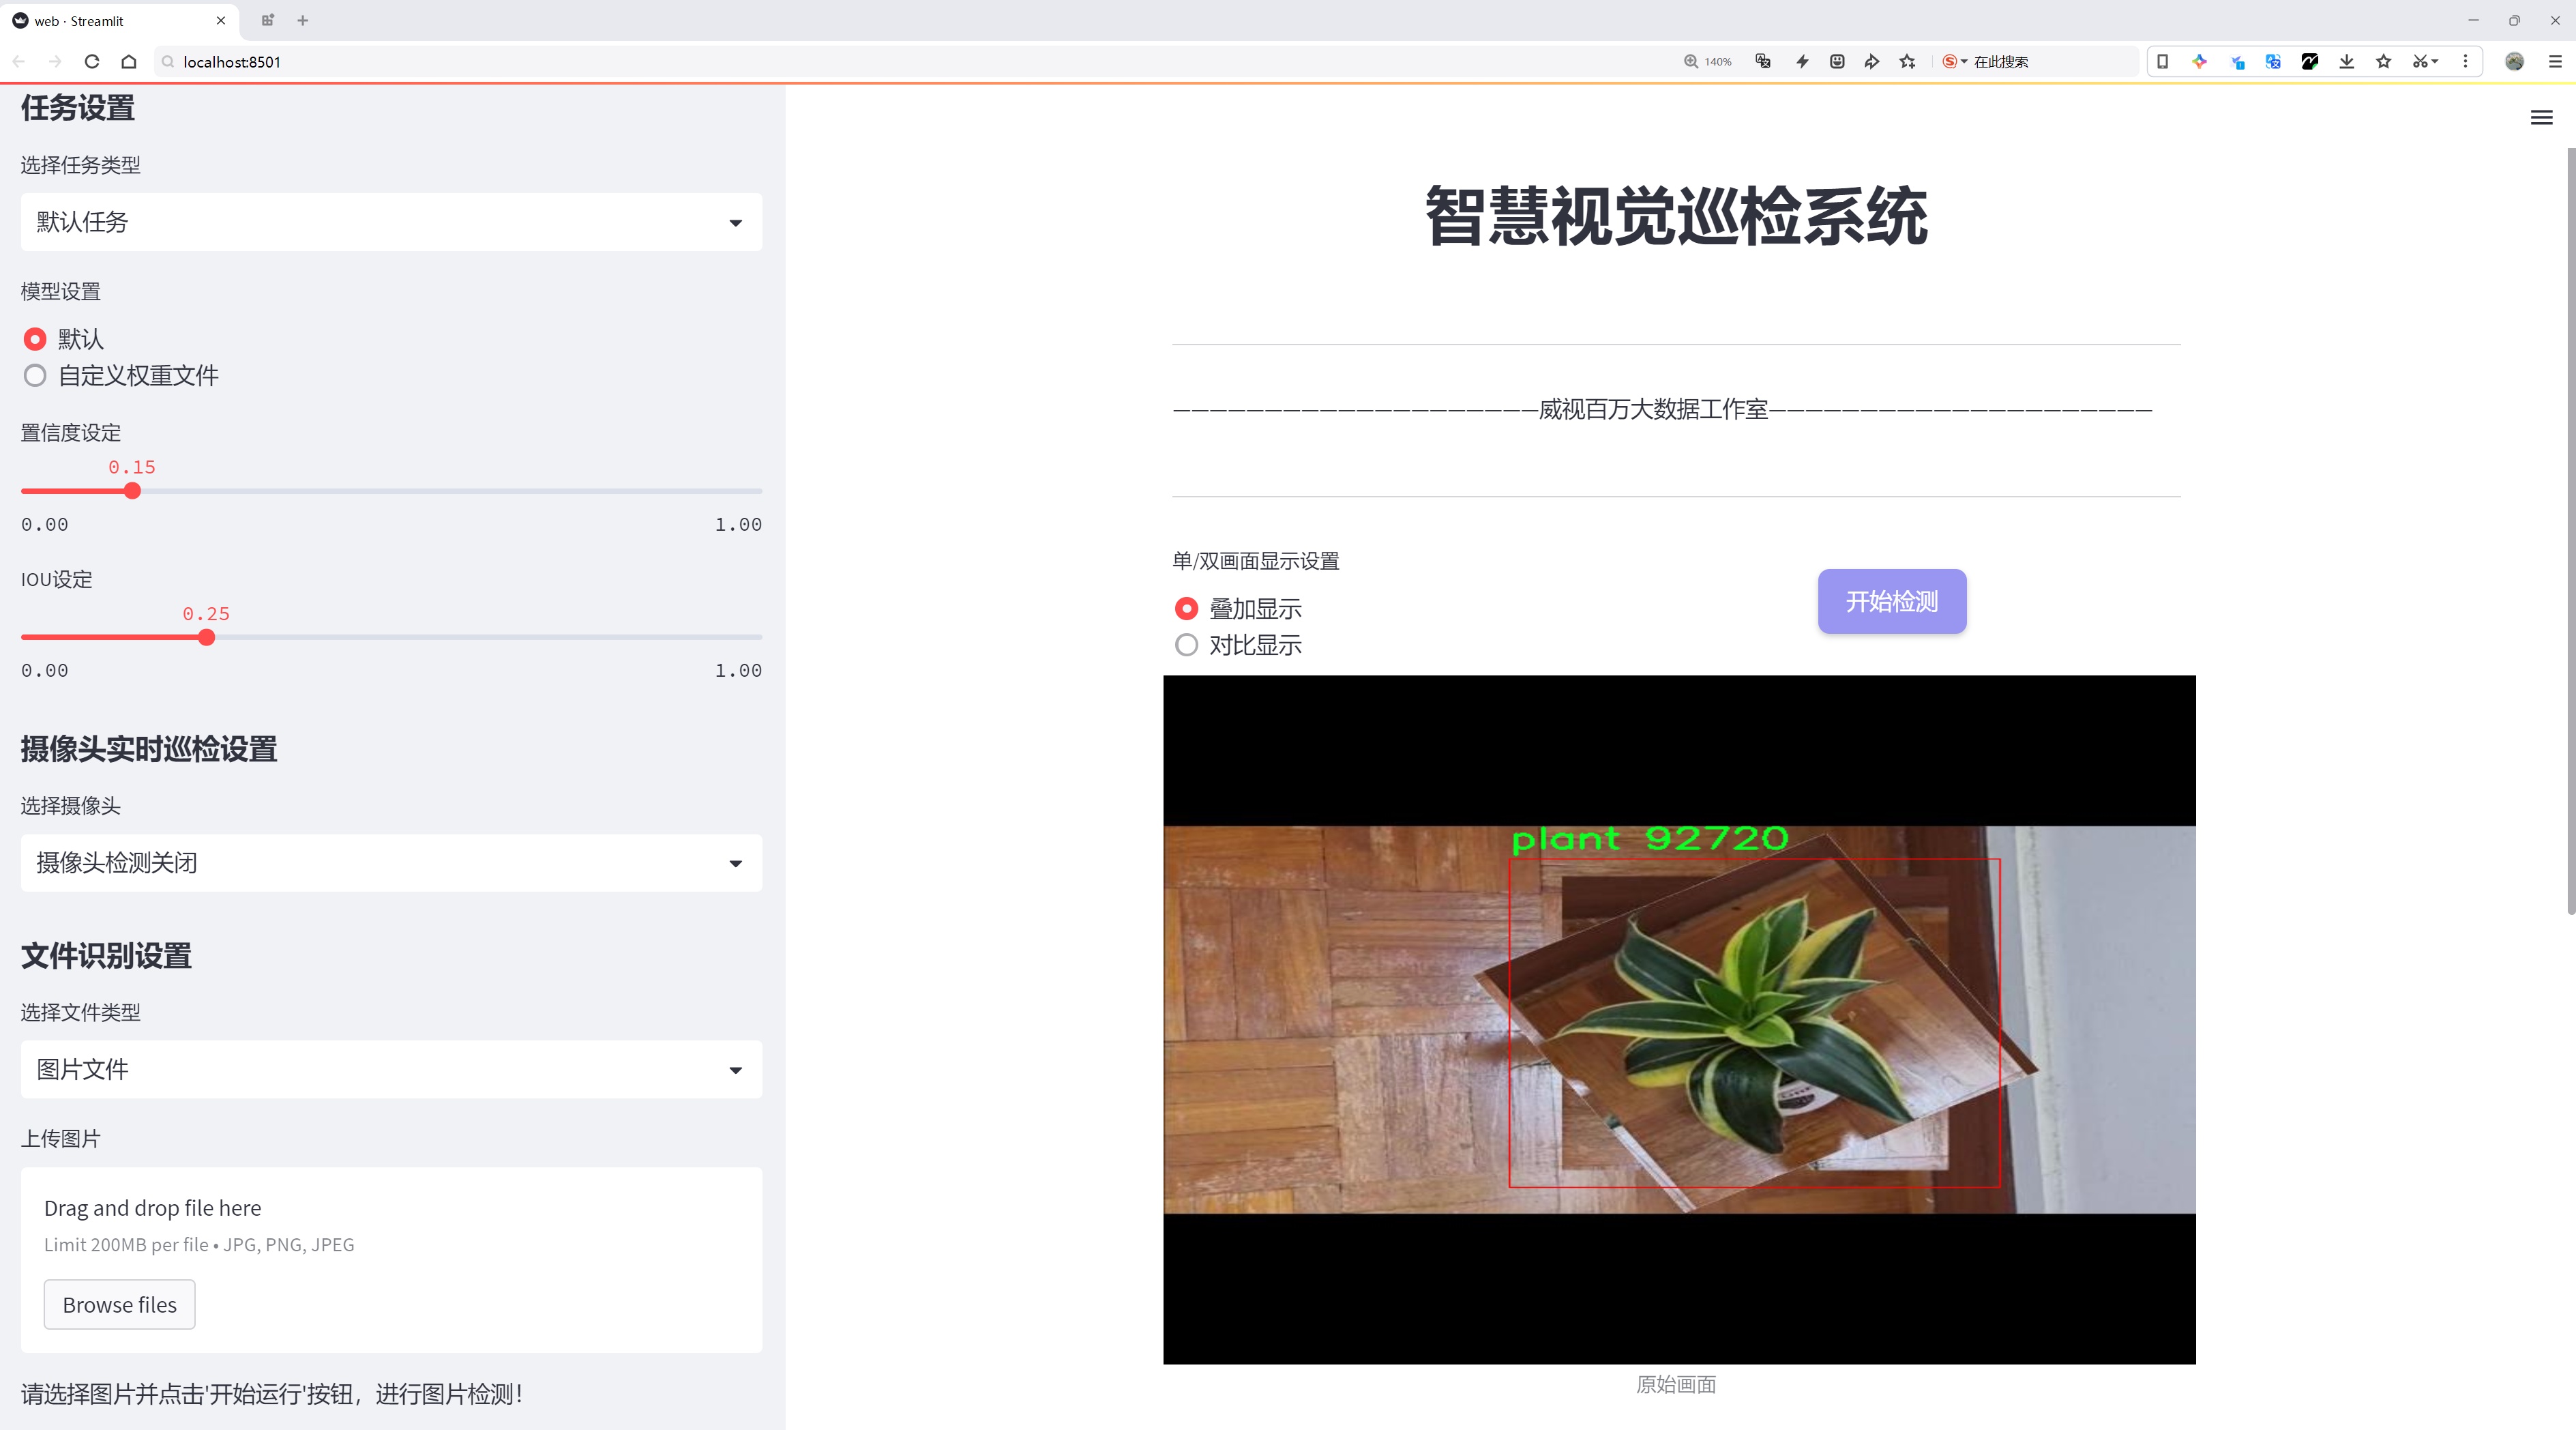 web · Streamlit
localhost:8501
140%
在此搜索
任务设置
选择任务类型
默认任务
模型设置
默认
自定义权重文件
置信度设定
0.15
0.00
1.00
IOU设定
0.25
0.00
1.00
摄像头实时巡检设置
选择摄像头
摄像头检测关闭
文件识别设置
选择文件类型
图片文件
上传图片
Drag and drop file here
Limit 200MB per file • JPG, PNG, JPEG
Browse files
请选择图片并点击'开始运行'按钮，进行图片检测！
智慧视觉巡检系统
————————————————————威视百万大数据工作室—————————————————————
单/双画面显示设置
叠加显示
对比显示
开始检测
plant 92720
原始画面